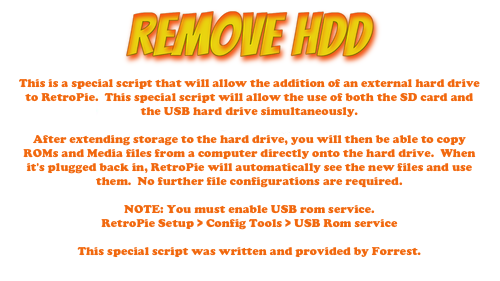 REMOVE HDD
This is a special script that will allow the addition of an external hard drive
to RetroPie. This special script will allow the use of both the SD card and
the USB hard drive simultaneously.
After extending storage to the hard drive, you will then be able to copy
ROMs and Media files from a computer directly onto the hard drive. When
it's plugged back in, RetroPie will automatically see the new files and use
them. No further file configurations are required.
NOTE: You must enable USB rom service.
RetroPie Setup > Config Tools > USB Rom service
This special script was written and provided by Forrest.